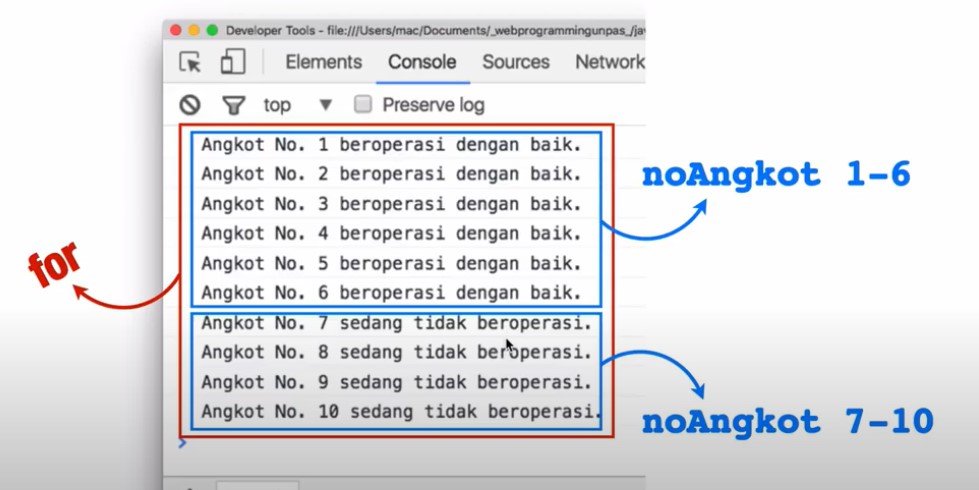 Developer Tools - file:///Users/mac/Documents/_webprogrammingunpas_/jav
Elements Console Sources Network
top ▼ Preserve log
Angkot No. 1 beroperasi dengan baik.
Angkot No. 2 beroperasi dengan baik.
Angkot No. 3 beroperasi dengan baik.
Angkot No. 4 beroperasi dengan baik.
Angkot No. 5 beroperasi dengan baik.
Angkot No. 6 beroperasi dengan baik.
Angkot No. 7 sedang tidak beroperasi.
Angkot No. 8 sedang tidak beroperasi.
Angkot No. 9 sedang tidak beroperasi.
Angkot No. 10 sedang tidak beroperasi.
>
for
noAngkot 1-6
noAngkot 7-10